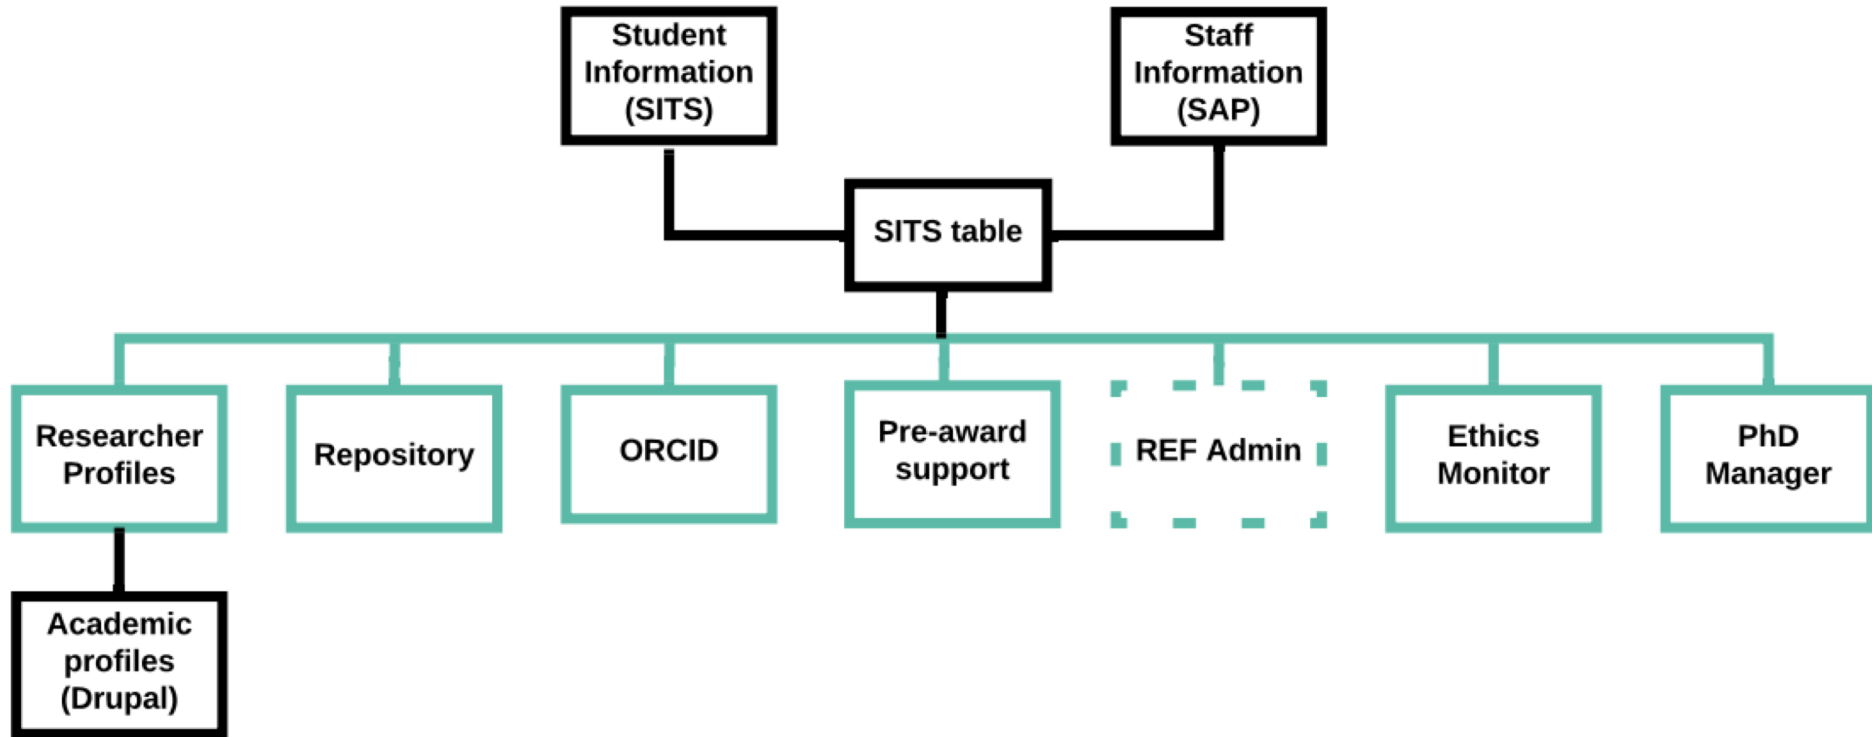 Student
Information
(SITS)
Staff
Information
(SAP)
SITS table
Researcher
Profiles
Repository
ORCID
Pre-award
support
REF Admin
Ethics
Monitor
PhD
Manager
Academic
profiles
(Drupal)